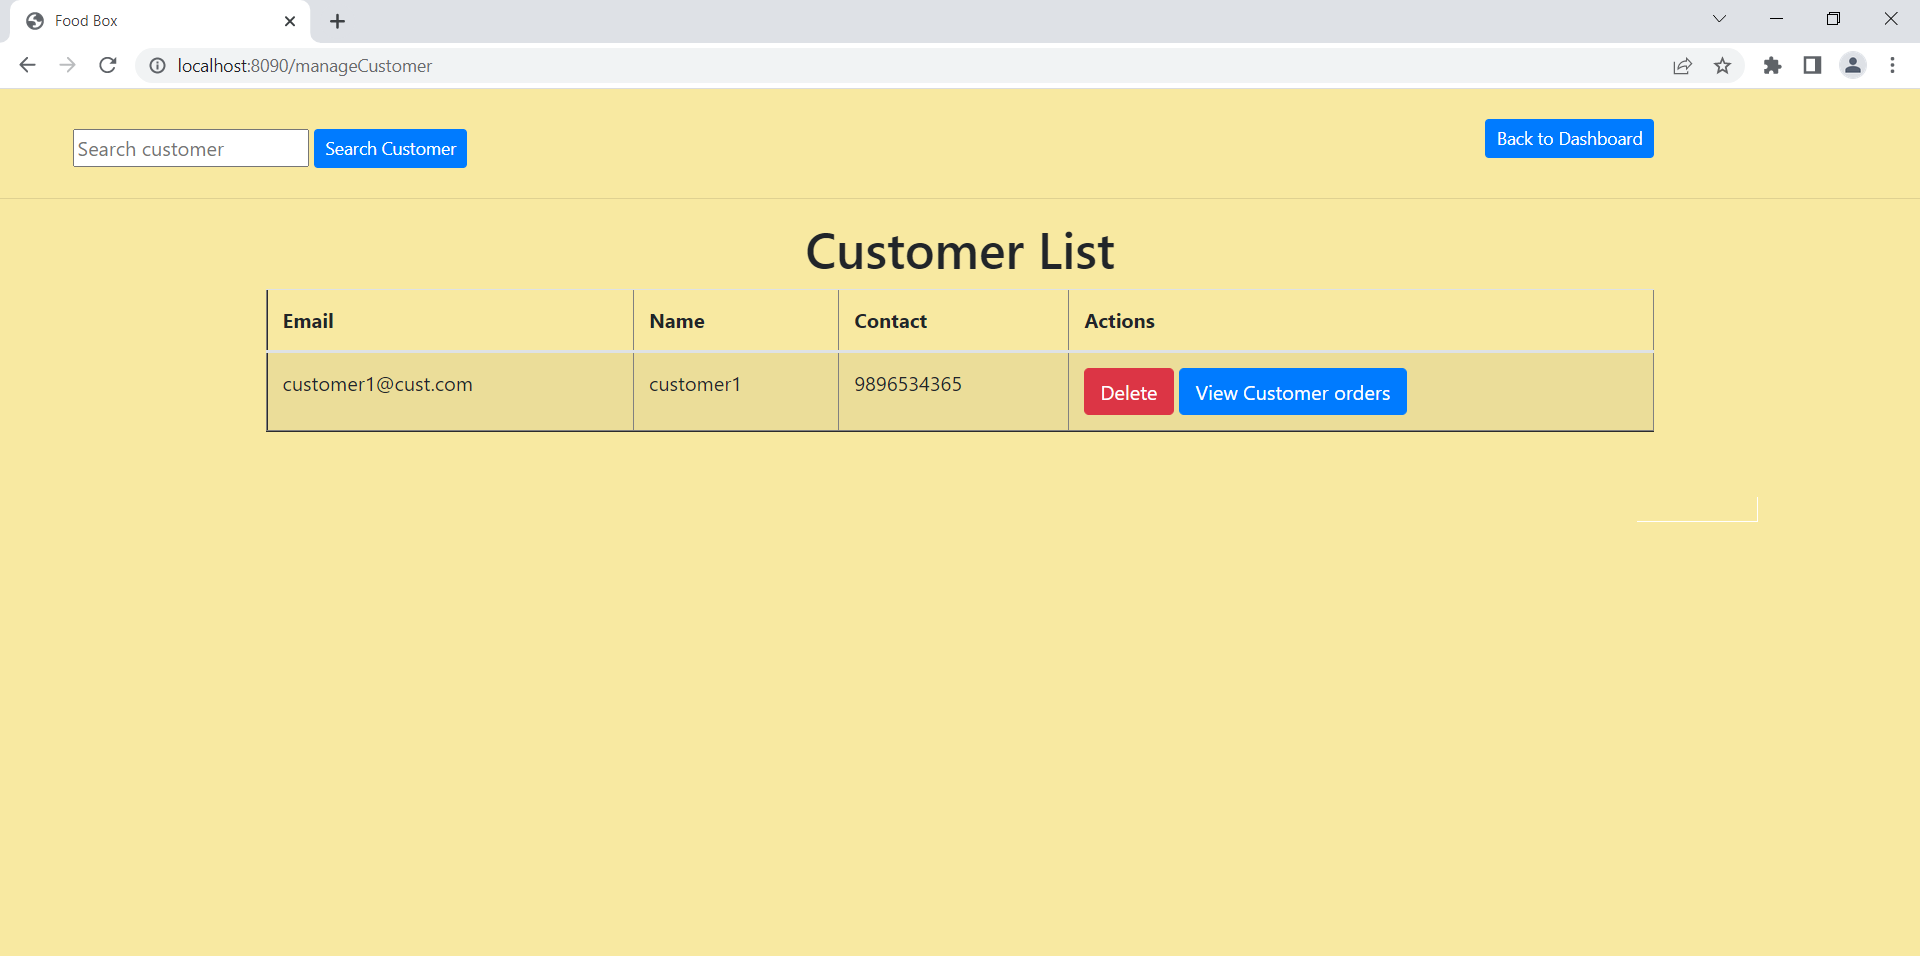 Food Box
localhost:8090/manageCustomer
Search customer Search Customer Back to Dashboard
Customer List
Email Name Contact Actions
customer1@cust.com customer1 9896534365 Delete View Customer orders